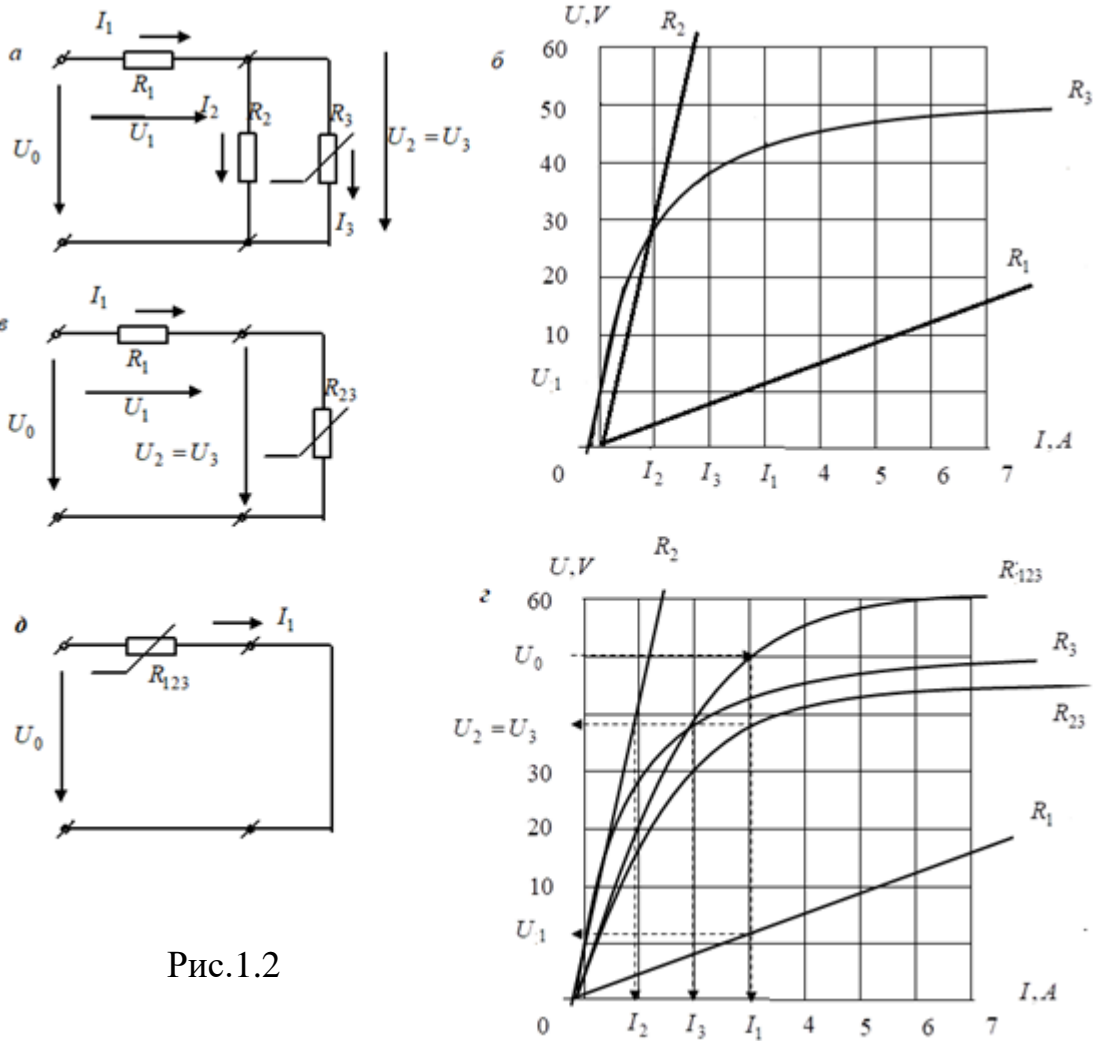 а
I₁
R₁
U₁
I₂
R₂
R₃
U₀
U₂ = U₃
I₃
б
U,V
R₂
60
R₃
50
40
30
20
R₁
10
U₁
I,A
0 I₂ I₃ I₁ 4 5 6 7
в
I₁
R₁
U₁
R₂₃
U₀
U₂ = U₃
г
U,V
R₂
R₁₂₃
60
U₀
R₃
U₂ = U₃
R₂₃
30
20
R₁
10
U₁
I,A
0 I₂ I₃ I₁ 4 5 6 7
д
I₁
R₁₂₃
U₀
Рис.1.2